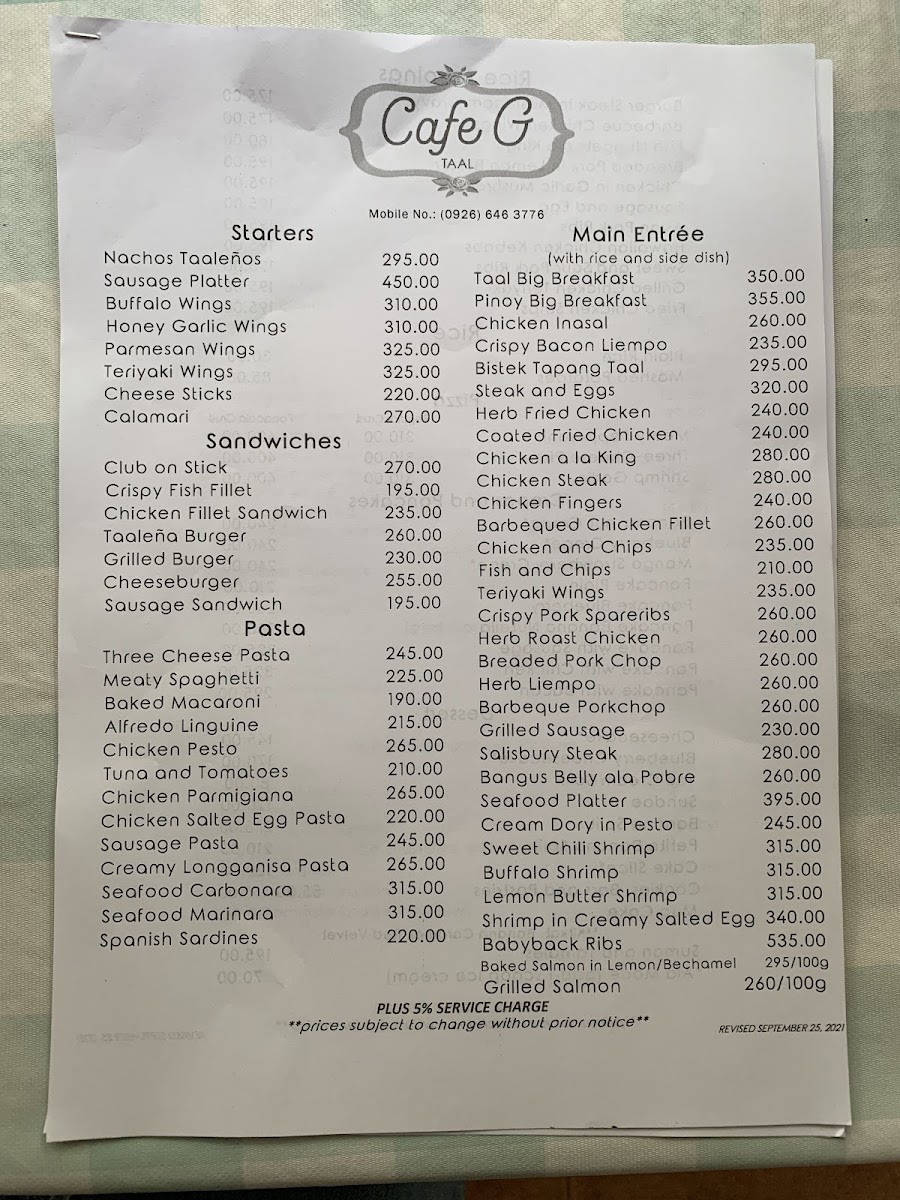 Cafe G
TAAL
Mobile No.: (0926) 646 3776
Starters
Nachos Taaleños 295.00
Sausage Platter 450.00
Buffalo Wings 310.00
Honey Garlic Wings 310.00
Parmesan Wings 325.00
Teriyaki Wings 325.00
Cheese Sticks 220.00
Calamari 270.00
Sandwiches
Club on Stick 270.00
Crispy Fish Fillet 195.00
Chicken Fillet Sandwich 235.00
Taaleña Burger 260.00
Grilled Burger 230.00
Cheeseburger 255.00
Sausage Sandwich 195.00
Pasta
Three Cheese Pasta 245.00
Meaty Spaghetti 225.00
Baked Macaroni 190.00
Alfredo Linguine 215.00
Chicken Pesto 265.00
Tuna and Tomatoes 210.00
Chicken Parmigiana 265.00
Chicken Salted Egg Pasta 220.00
Sausage Pasta 245.00
Creamy Longganisa Pasta 265.00
Seafood Carbonara 315.00
Seafood Marinara 315.00
Spanish Sardines 220.00
Main Entrée
(with rice and side dish)
Taal Big Breakfast 350.00
Pinoy Big Breakfast 355.00
Chicken Inasal 260.00
Crispy Bacon Liempo 235.00
Bistek Tapang Taal 295.00
Steak and Eggs 320.00
Herb Fried Chicken 240.00
Coated Fried Chicken 240.00
Chicken a la King 280.00
Chicken Steak 280.00
Chicken Fingers 240.00
Barbequed Chicken Fillet 260.00
Chicken and Chips 235.00
Fish and Chips 210.00
Teriyaki Wings 235.00
Crispy Pork Spareribs 260.00
Herb Roast Chicken 260.00
Breaded Pork Chop 260.00
Herb Liempo 260.00
Barbeque Porkchop 260.00
Grilled Sausage 230.00
Salisbury Steak 280.00
Bangus Belly ala Pobre 260.00
Seafood Platter 395.00
Cream Dory in Pesto 245.00
Sweet Chili Shrimp 315.00
Buffalo Shrimp 315.00
Lemon Butter Shrimp 315.00
Shrimp in Creamy Salted Egg 340.00
Babyback Ribs 535.00
Baked Salmon in Lemon/Bechamel 295/100g
Grilled Salmon 260/100g
PLUS 5% SERVICE CHARGE
**prices subject to change without prior notice**
REVISED SEPTEMBER 25, 2021